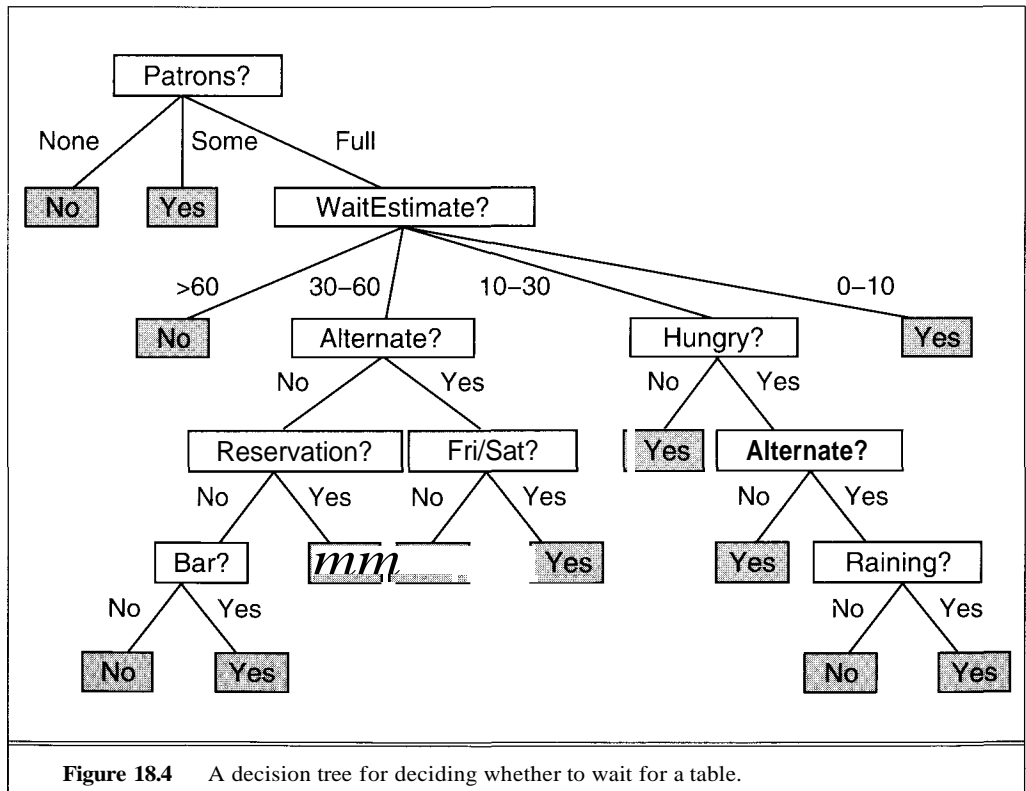 Patrons?
None Some Full
No Yes WaitEstimate?
>60 30–60 10–30 0–10
No Alternate? Hungry? Yes
No Yes No Yes
Reservation? Fri/Sat? Yes Alternate?
No Yes No Yes No Yes
Bar? mm Yes Yes Raining?
No Yes No Yes
No Yes No Yes
Figure 18.4 A decision tree for deciding whether to wait for a table.